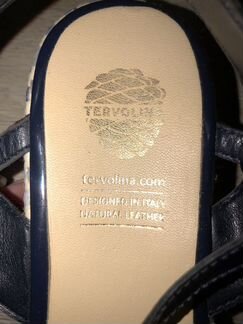 TERVOLINA
tervolina.com
DESIGNED IN ITALY
NATURAL LEATHER